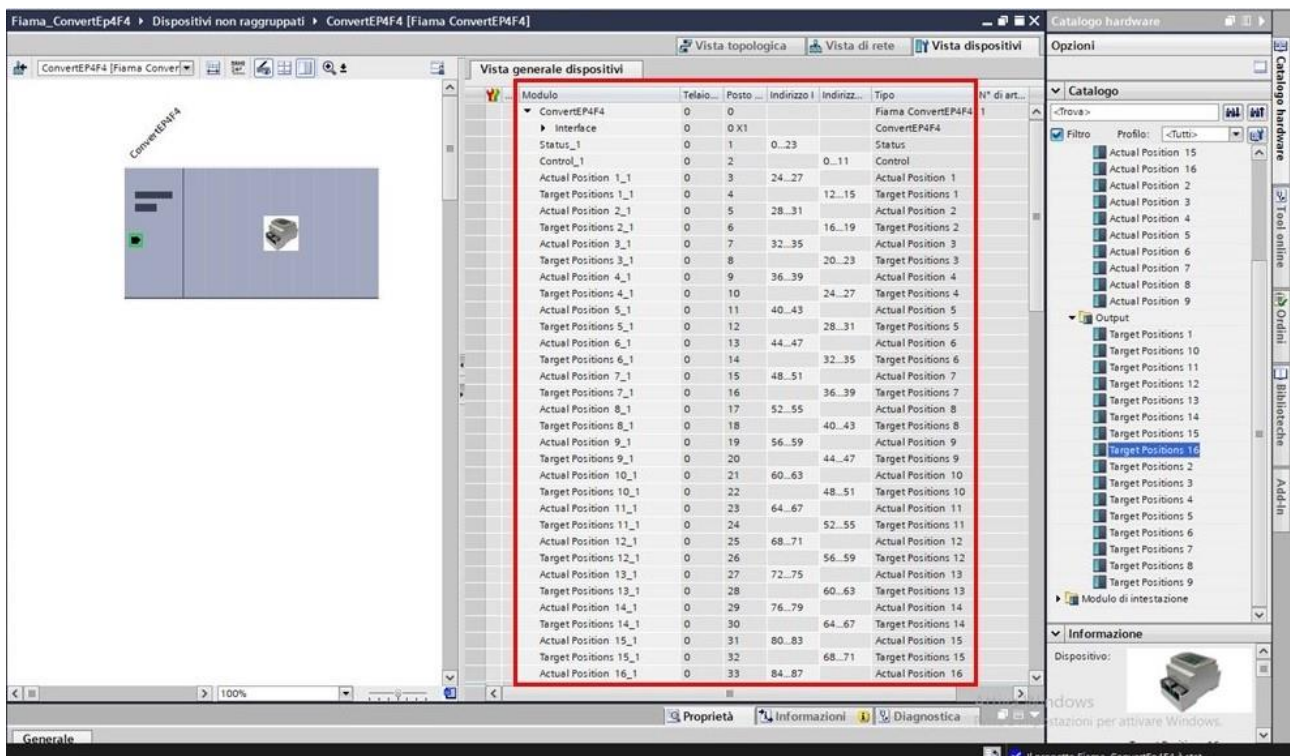 Fiama_ConvertEp4F4 ▸ Dispositivi non raggruppati ▸ ConvertEP4F4 [Fiama ConvertEP4F4]
Vista topologica Vista di rete Vista dispositivi
ConvertEP4F4 [Fiama Conver
ConvertEP4F4
100%
Vista generale dispositivi
... Modulo Telaio... Posto ... Indirizzo I Indirizz... Tipo N° di art...
ConvertEP4F4 0 0 Fiama ConvertEP4F4 1
Interface 0 0 X1 ConvertEP4F4
Status_1 0 1 0...23 Status
Control_1 0 2 0...11 Control
Actual Position 1_1 0 3 24...27 Actual Position 1
Target Positions 1_1 0 4 12...15 Target Positions 1
Actual Position 2_1 0 5 28...31 Actual Position 2
Target Positions 2_1 0 6 16...19 Target Positions 2
Actual Position 3_1 0 7 32...35 Actual Position 3
Target Positions 3_1 0 8 20...23 Target Positions 3
Actual Position 4_1 0 9 36...39 Actual Position 4
Target Positions 4_1 0 10 24...27 Target Positions 4
Actual Position 5_1 0 11 40...43 Actual Position 5
Target Positions 5_1 0 12 28...31 Target Positions 5
Actual Position 6_1 0 13 44...47 Actual Position 6
Target Positions 6_1 0 14 32...35 Target Positions 6
Actual Position 7_1 0 15 48...51 Actual Position 7
Target Positions 7_1 0 16 36...39 Target Positions 7
Actual Position 8_1 0 17 52...55 Actual Position 8
Target Positions 8_1 0 18 40...43 Target Positions 8
Actual Position 9_1 0 19 56...59 Actual Position 9
Target Positions 9_1 0 20 44...47 Target Positions 9
Actual Position 10_1 0 21 60...63 Actual Position 10
Target Positions 10_1 0 22 48...51 Target Positions 10
Actual Position 11_1 0 23 64...67 Actual Position 11
Target Positions 11_1 0 24 52...55 Target Positions 11
Actual Position 12_1 0 25 68...71 Actual Position 12
Target Positions 12_1 0 26 56...59 Target Positions 12
Actual Position 13_1 0 27 72...75 Actual Position 13
Target Positions 13_1 0 28 60...63 Target Positions 13
Actual Position 14_1 0 29 76...79 Actual Position 14
Target Positions 14_1 0 30 64...67 Target Positions 14
Actual Position 15_1 0 31 80...83 Actual Position 15
Target Positions 15_1 0 32 68...71 Target Positions 15
Actual Position 16_1 0 33 84...87 Actual Position 16
Proprietà Informazioni Diagnostica
Generale
Catalogo hardware
Opzioni
Catalogo
<Trova>
Filtro Profilo: <Tutti>
Actual Position 15
Actual Position 16
Actual Position 2
Actual Position 3
Actual Position 4
Actual Position 5
Actual Position 6
Actual Position 7
Actual Position 8
Actual Position 9
Output
Target Positions 1
Target Positions 10
Target Positions 11
Target Positions 12
Target Positions 13
Target Positions 14
Target Positions 15
Target Positions 16
Target Positions 2
Target Positions 3
Target Positions 4
Target Positions 5
Target Positions 6
Target Positions 7
Target Positions 8
Target Positions 9
Modulo di intestazione
Informazione
Dispositivo:
Windows
per attivare Windows.
Catalogo hardware
Tool online
Ordini
Biblioteche
Add-In